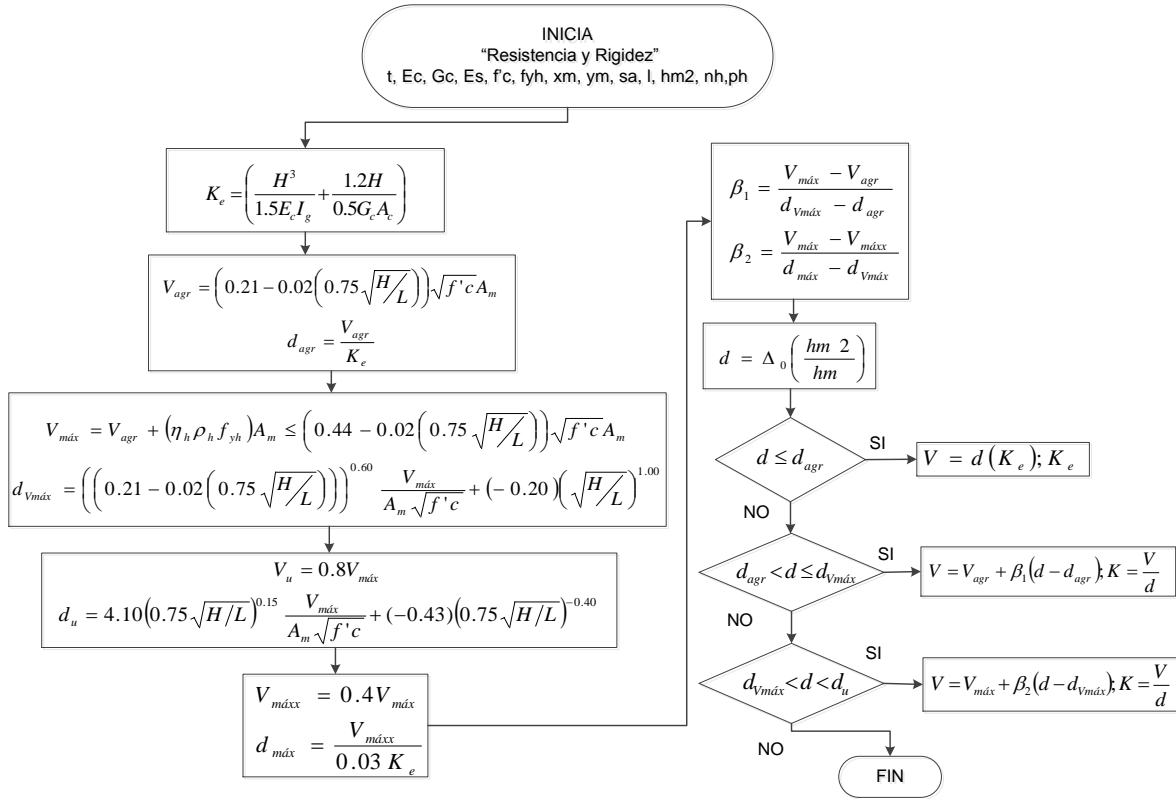 INICIA
“Resistencia y Rigidez”
t, Ec, Gc, Es, f'c, fyh, xm, ym, sa, l, hm2, nh,ph
K_e = (H^3 / 1.5E_cI_g + 1.2H / 0.5G_cA_c)
V_agr = (0.21 − 0.02(0.75√(H/L)))√f'c A_m
d_agr = V_agr / K_e
V_máx = V_agr + (η_h ρ_h f_yh)A_m ≤ (0.44 − 0.02(0.75√(H/L)))√f'c A_m
d_Vmáx = ((0.21 − 0.02(0.75√(H/L))))^0.60 V_máx / A_m√f'c + (−0.20)(√(H/L))^1.00
V_u = 0.8V_máx
d_u = 4.10(0.75√H/L)^0.15 V_máx / A_m√f'c + (−0.43)(0.75√H/L)^−0.40
V_máxx = 0.4V_máx
d_máx = V_máxx / 0.03 K_e
β_1 = V_máx − V_agr / d_Vmáx − d_agr
β_2 = V_máx − V_máxx / d_máx − d_Vmáx
d = Δ_0 (hm 2 / hm)
d ≤ d_agr
SI
V = d(K_e); K_e
NO
d_agr < d ≤ d_Vmáx
SI
V = V_agr + β_1(d − d_agr); K = V / d
NO
d_Vmáx < d < d_u
SI
V = V_máx + β_2(d − d_Vmáx); K = V / d
NO
FIN